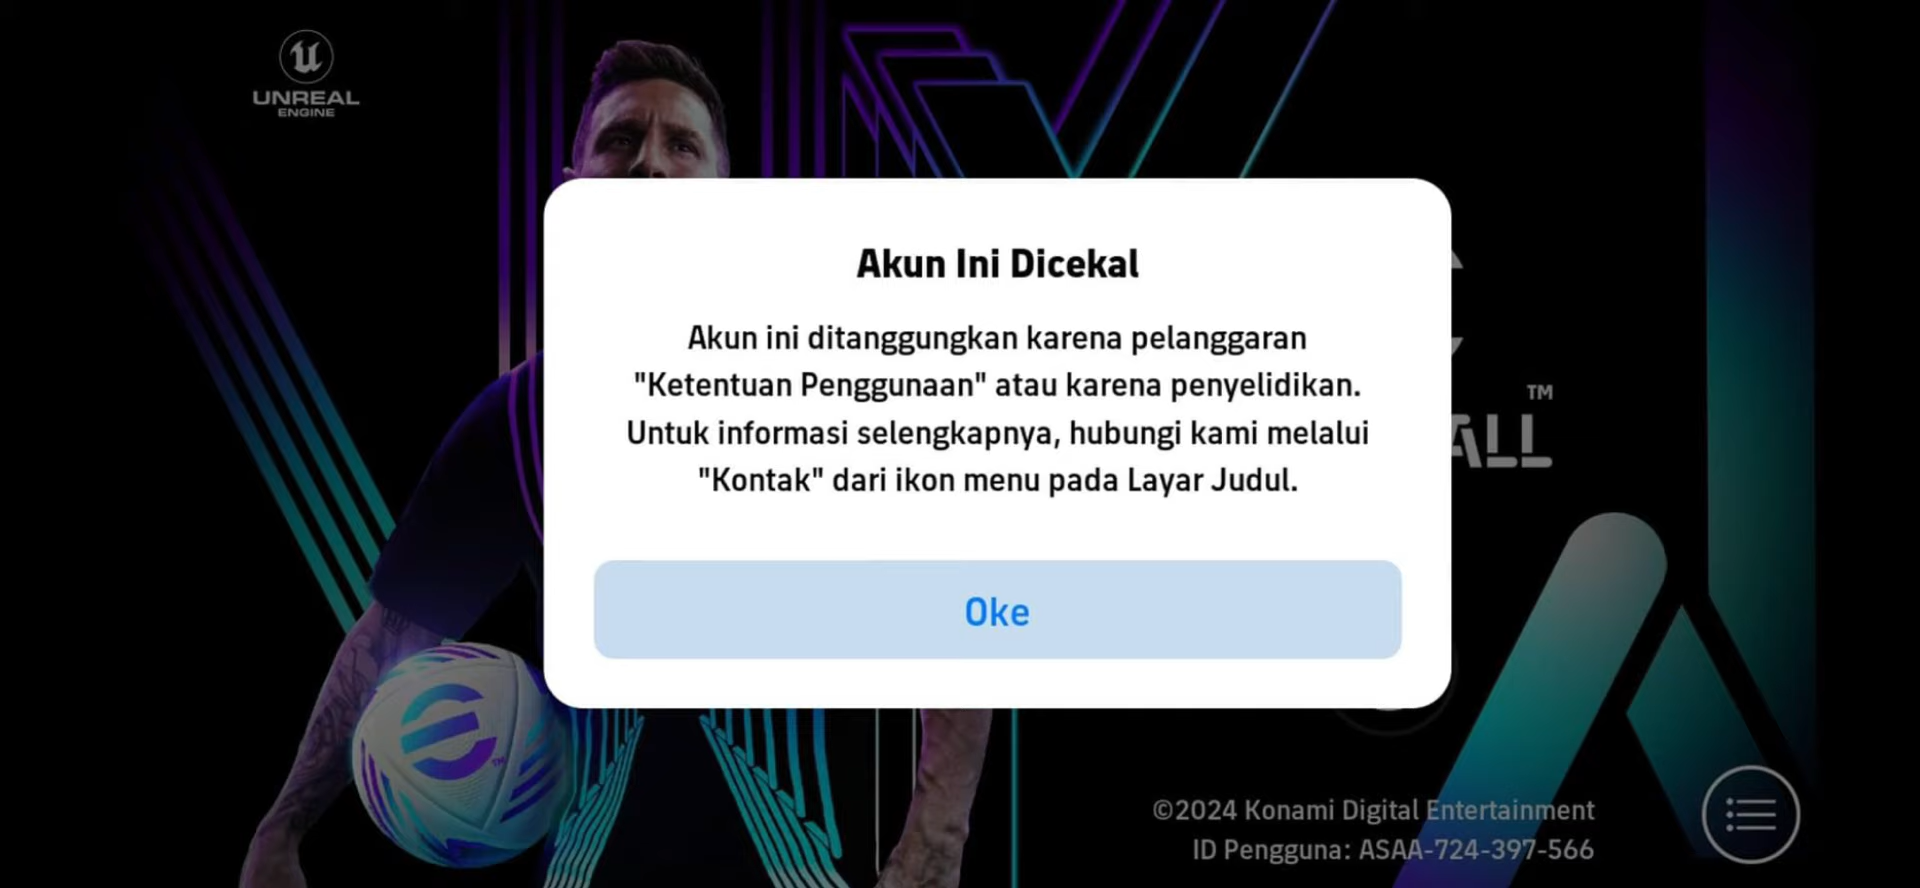 UNREAL
ENGINE
Akun Ini Dicekal
Akun ini ditanggungkan karena pelanggaran
"Ketentuan Penggunaan" atau karena penyelidikan.
Untuk informasi selengkapnya, hubungi kami melalui
"Kontak" dari ikon menu pada Layar Judul.
Oke
TM
ALL
©2024 Konami Digital Entertainment
ID Pengguna: ASAA-724-397-566